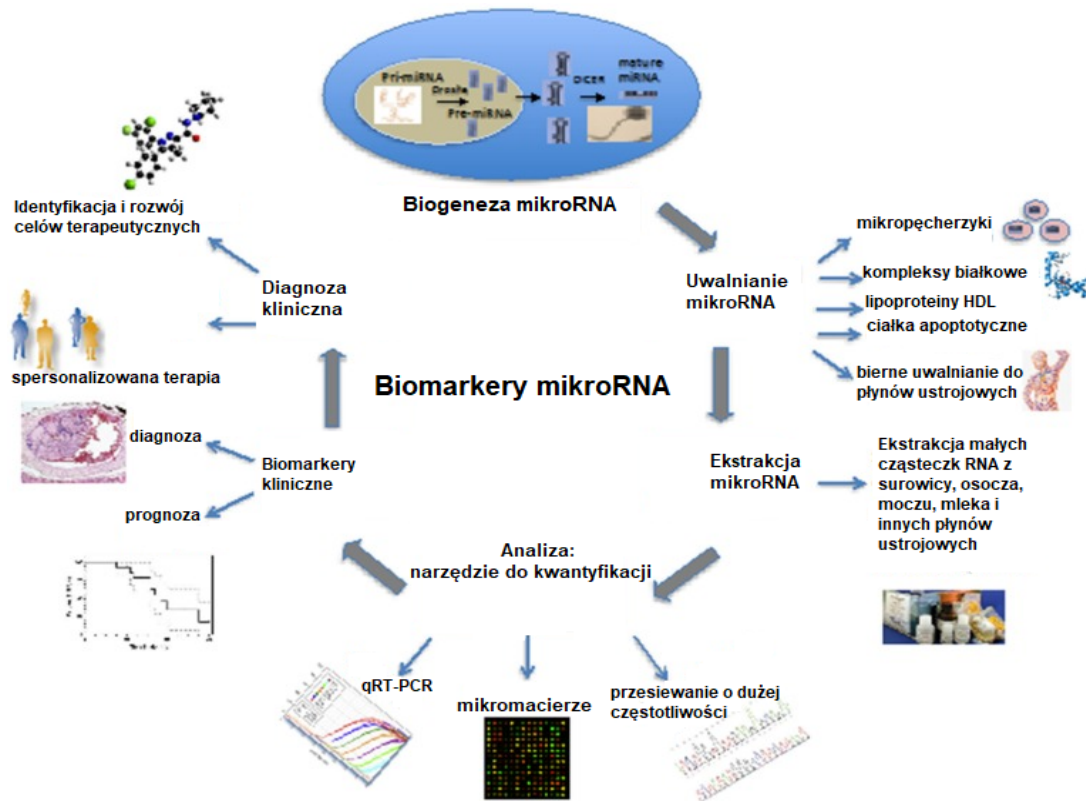 Pri-miRNA
Drosha
Pre-miRNA
DICER
mature
miRNA
Biogeneza mikroRNA
Uwalnianie
mikroRNA
mikropęcherzyki
kompleksy białkowe
lipoproteiny HDL
ciałka apoptotyczne
bierne uwalnianie do
płynów ustrojowych
Ekstrakcja
mikroRNA
Ekstrakcja małych
cząsteczk RNA z
surowicy, osocza,
moczu, mleka i
innych płynów
ustrojowych
Analiza:
narzędzie do kwantyfikacji
qRT-PCR
mikromacierze
przesiewanie o dużej
częstotliwości
Biomarkery
kliniczne
diagnoza
prognoza
Diagnoza
kliniczna
Identyfikacja i rozwój
celów terapeutycznych
spersonalizowana terapia
Biomarkery mikroRNA